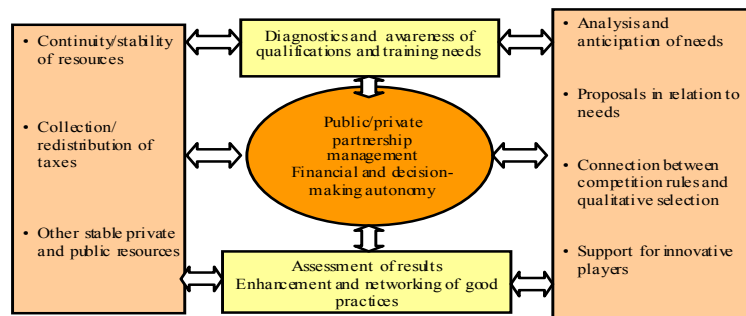 • Continuity/stability
of resources
• Collection/
redistribution of
taxes
• Other stable private
and public resources
Diagnostics and awareness of
qualifications and training needs
Public/private
partnership
management
Financial and decision-
making autonomy
Assessment of results
Enhancement and networking of good
practices
• Analysis and
anticipation of needs
• Proposals in relation to
needs
• Connection between
competition rules and
qualitative selection
• Support for innovative
players